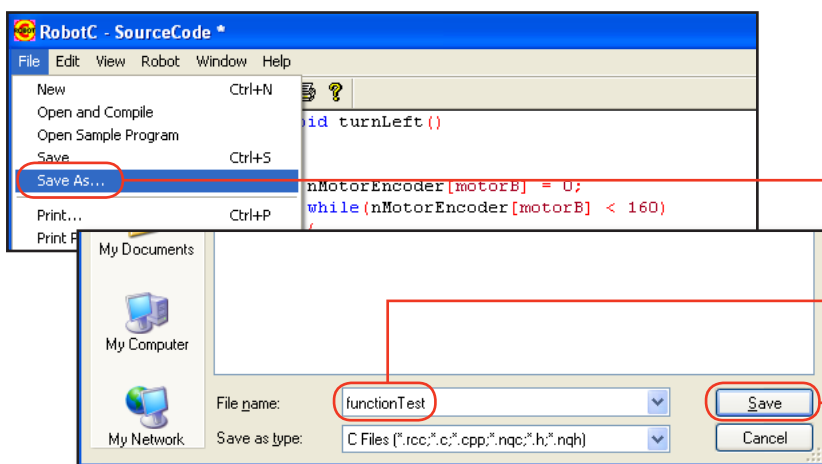 RobotC - SourceCode *
File Edit View Robot Window Help
New Ctrl+N
Open and Compile
Open Sample Program
Save Ctrl+S
Save As...
Print... Ctrl+P
Print
void turnLeft()
nMotorEncoder[motorB] = 0;
while(nMotorEncoder[motorB] < 160)
{
My Documents
My Computer
My Network
File name: functionTest Save
Save as type: C Files (*.rcc;*.c;*.cpp;*.nqc;*.h;*.nqh) Cancel